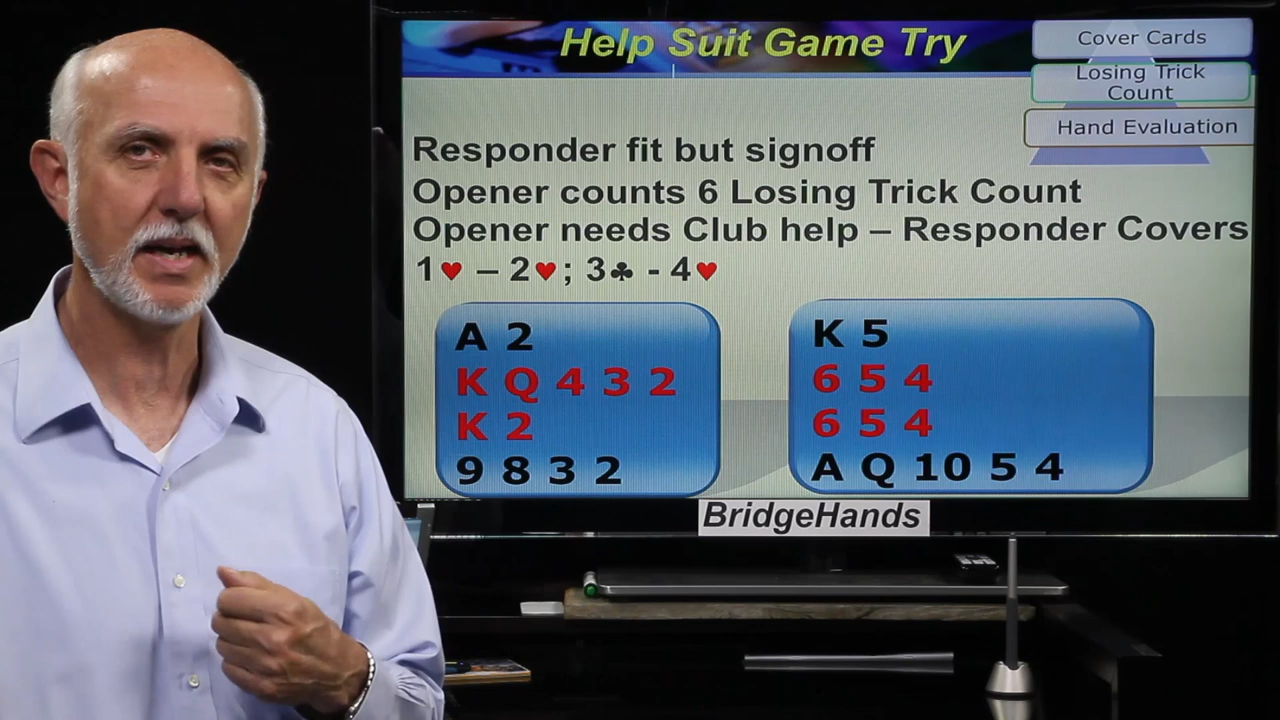 Help Suit Game Try
Cover Cards
Losing Trick
Count
Hand Evaluation
Responder fit but signoff
Opener counts 6 Losing Trick Count
Opener needs Club help – Responder Covers
1♥ – 2♥; 3♣ - 4♥
A 2
K Q 4 3 2
K 2
9 8 3 2
K 5
6 5 4
6 5 4
A Q 10 5 4
BridgeHands